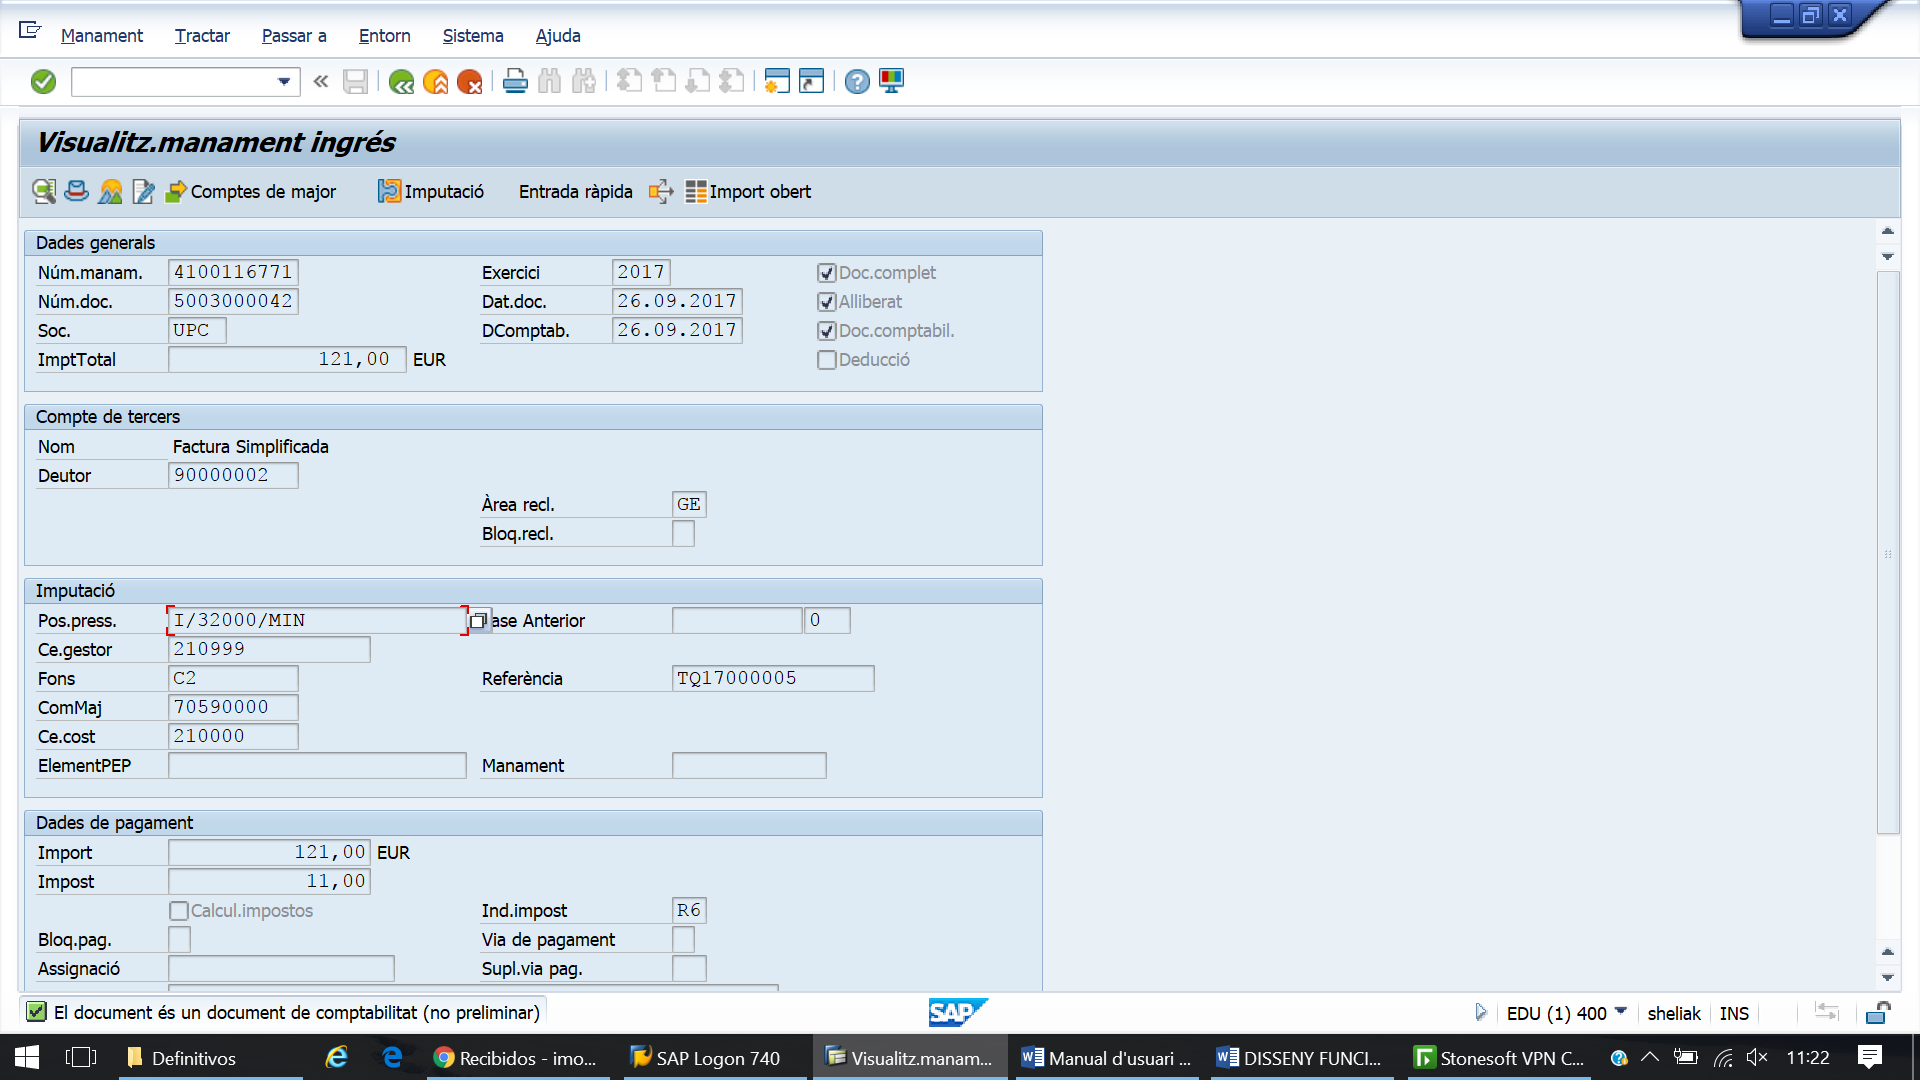 Manament Tractar Passar a Entorn Sistema Ajuda
Visualitz.manament ingrés
Comptes de major Imputació Entrada ràpida Import obert
Dades generals
Núm.manam. 4100116771 Exercici 2017 Doc.complet
Núm.doc. 5003000042 Dat.doc. 26.09.2017 Alliberat
Soc. UPC DComptab. 26.09.2017 Doc.comptabil.
ImptTotal 121,00 EUR Deducció
Compte de tercers
Nom Factura Simplificada
Deutor 90000002
Àrea recl. GE
Bloq.recl.
Imputació
Pos.press. I/32000/MIN ase Anterior 0
Ce.gestor 210999
Fons C2 Referència TQ17000005
ComMaj 70590000
Ce.cost 210000
ElementPEP Manament
Dades de pagament
Import 121,00 EUR
Impost 11,00
Calcul.impostos Ind.impost R6
Bloq.pag. Via de pagament
Assignació Supl.via pag.
El document és un document de comptabilitat (no preliminar) SAP EDU (1) 400 sheliak INS
Definitivos Recibidos - imo... SAP Logon 740 Visualitz.manam... Manual d'usuari ... DISSENY FUNCI... Stonesoft VPN C... 11:22